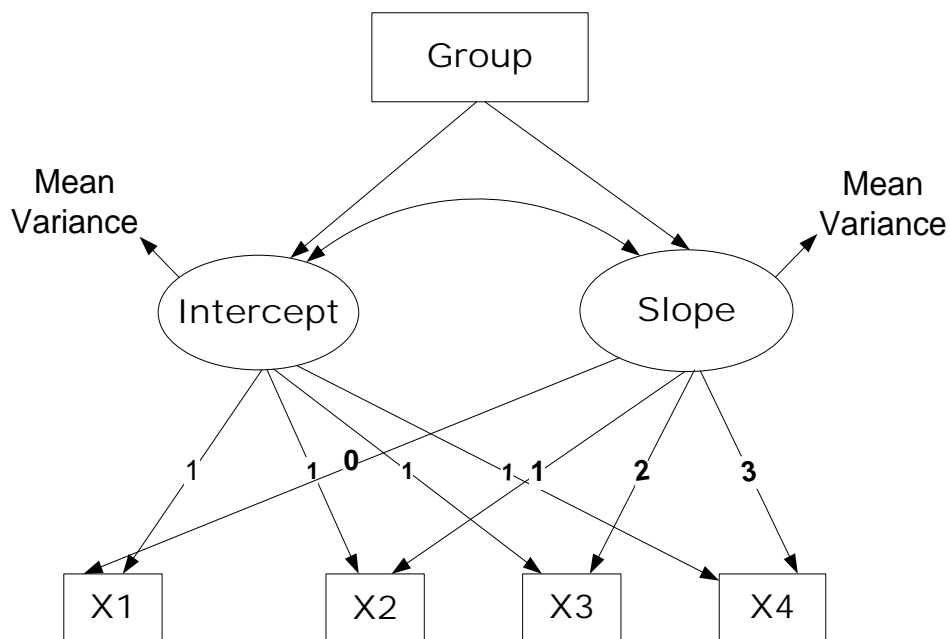 Group
Mean
Variance
Mean
Variance
Intercept
Slope
1
1
0
1
1
1
2
3
X1
X2
X3
X4